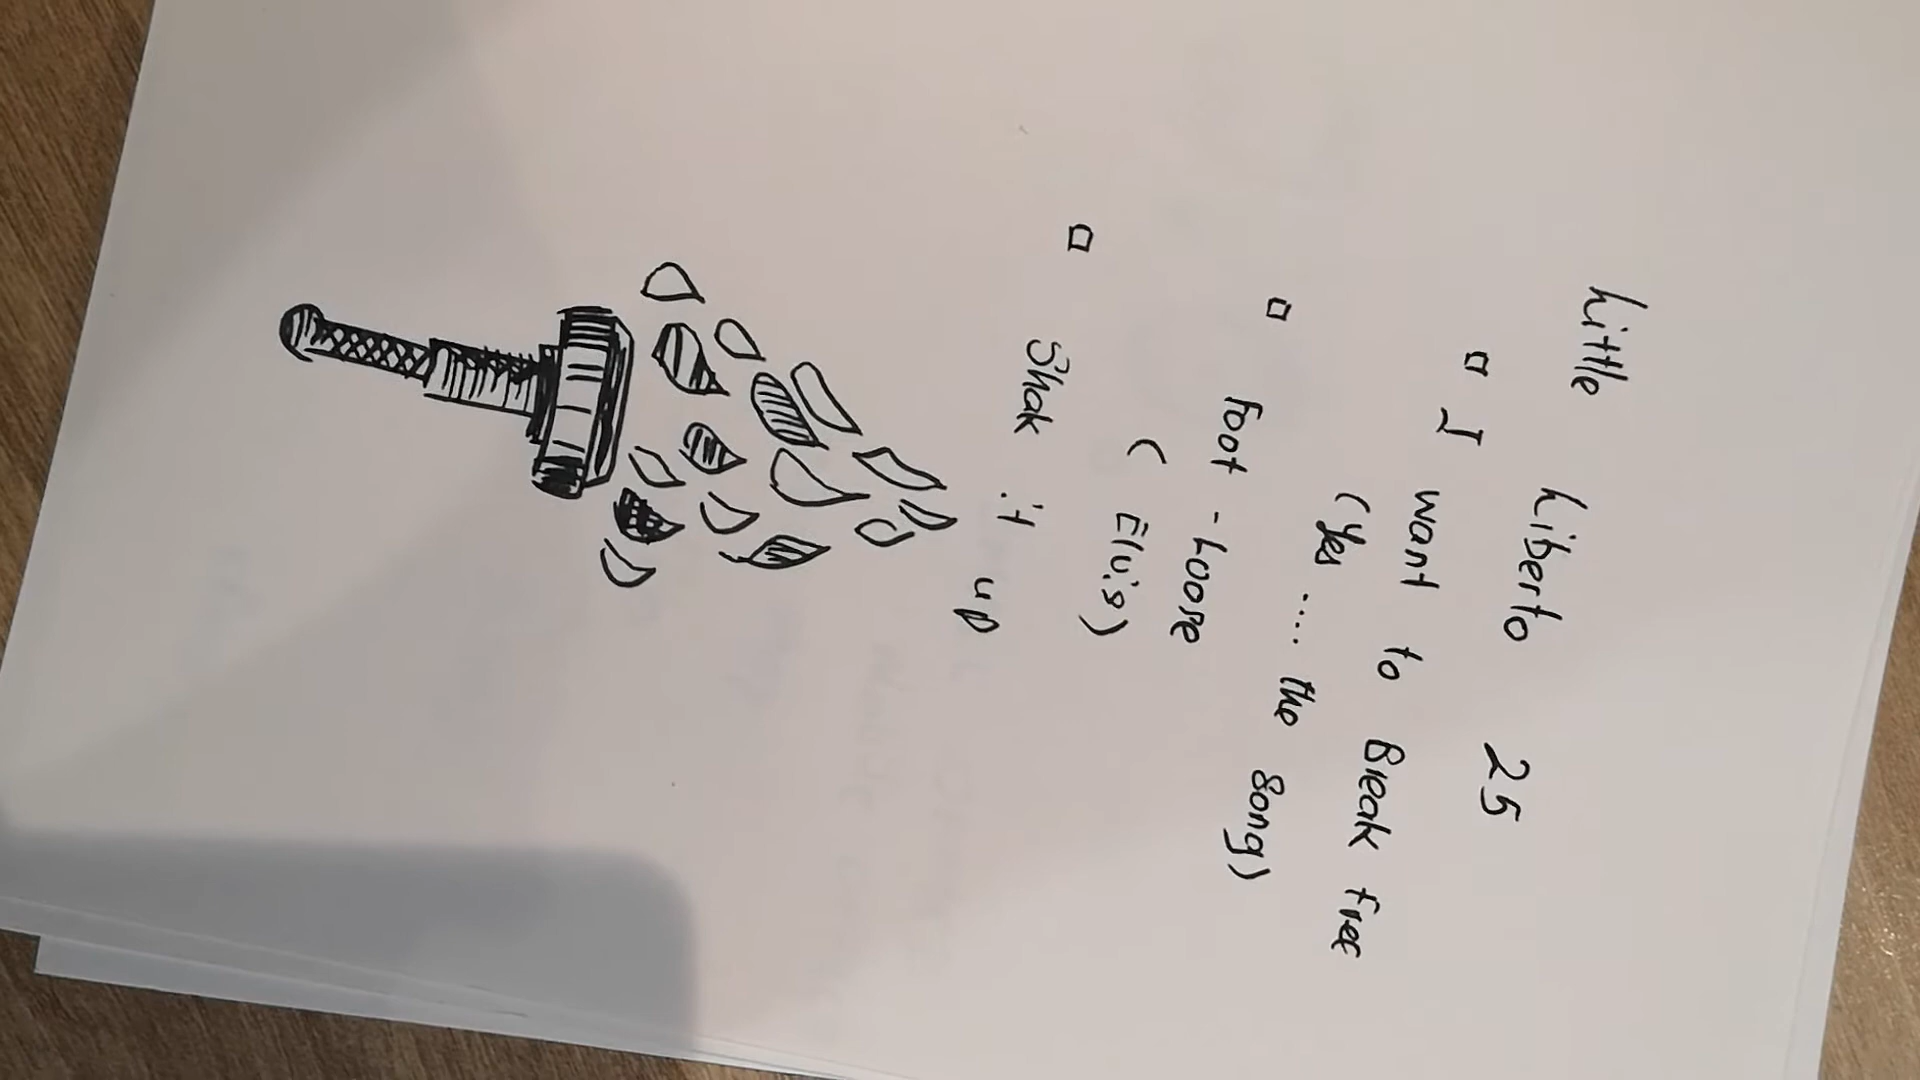 Little Liberto 25
I want to Break free
(Yes ..... the song)
Foot-Loose
(Elvis)
Shak it up